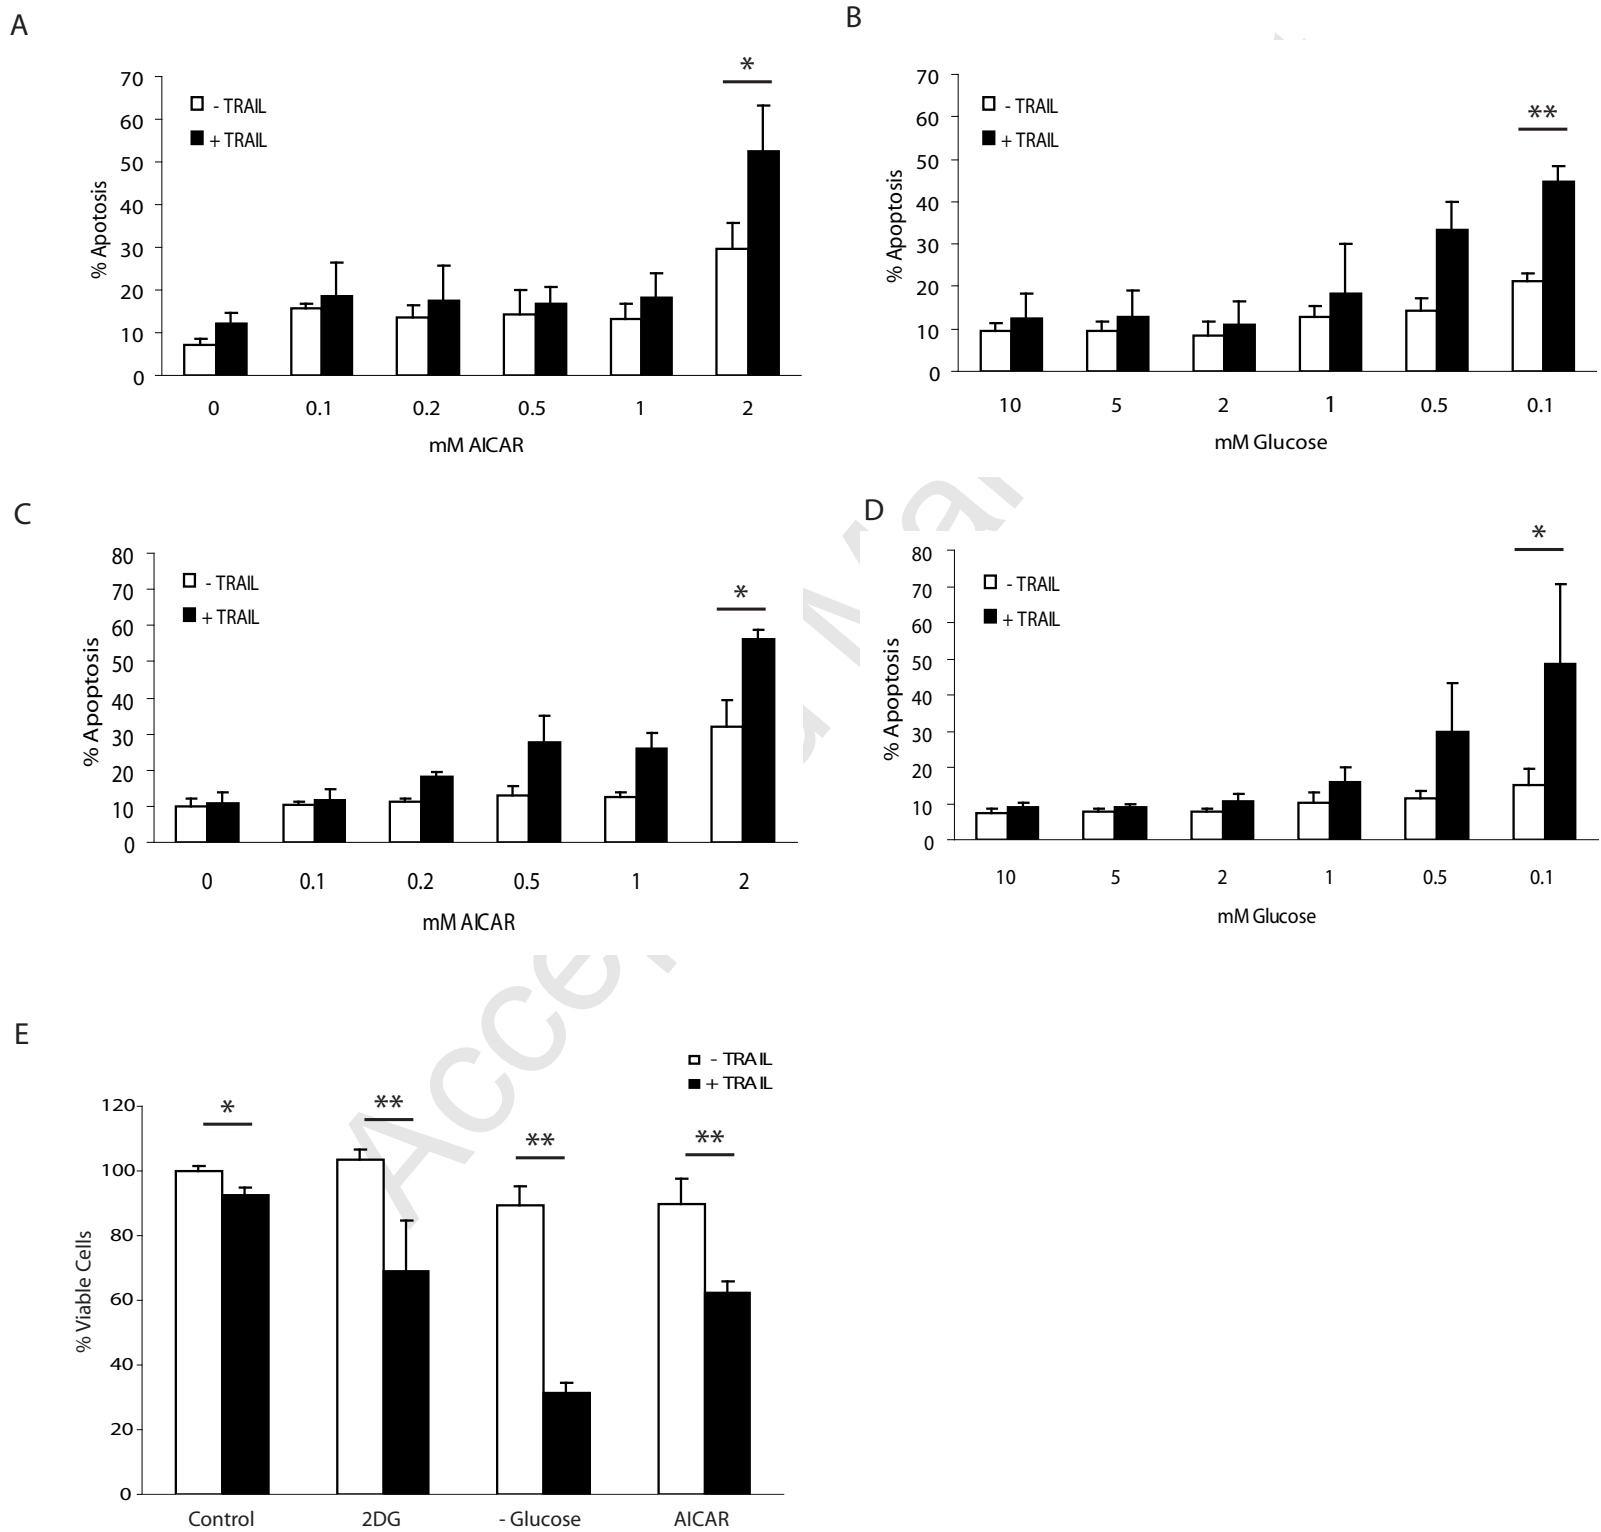 A
*
70
60
50
40
30
20
10
0
- TRAIL
+ TRAIL
% Apotosis
0 0.1 0.2 0.5 1 2
mM AICAR
B
**
70
60
50
40
30
20
10
0
- TRAIL
+ TRAIL
% Apoptosis
10 5 2 1 0.5 0.1
mM Glucose
C
*
80
70
60
50
40
30
20
10
0
- TRAIL
+ TRAIL
% Apoptosis
0 0.1 0.2 0.5 1 2
mM AICAR
D
*
80
70
60
50
40
30
20
10
0
- TRAIL
+ TRAIL
% Apoptosis
10 5 2 1 0.5 0.1
mM Glucose
E
- TRAIL
+ TRAIL
* ** ** **
120
100
80
60
40
20
0
% Viable Cells
Control 2DG - Glucose AICAR